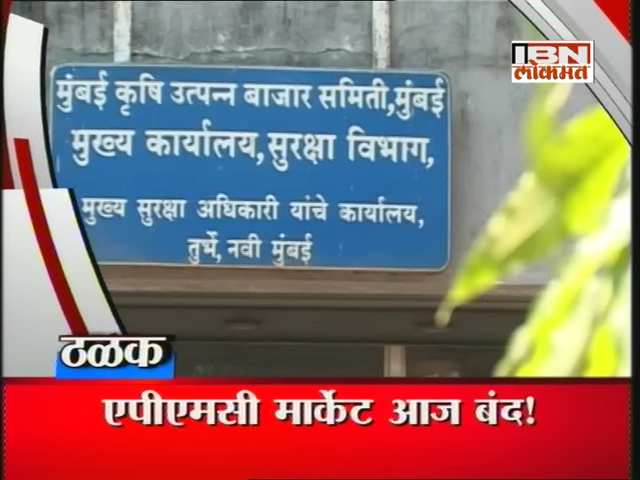 IBN
लोकमत
मुंबई कृषि उत्पन्न बाजार समिती,मुंबई
मुख्य कार्यालय,सुरक्षा विभाग,
मुख्य सुरक्षा अधिकारी यांचे कार्यालय,
तुर्भे, नवी मुंबई
ठळक
एपीएमसी मार्केट आज बंद!